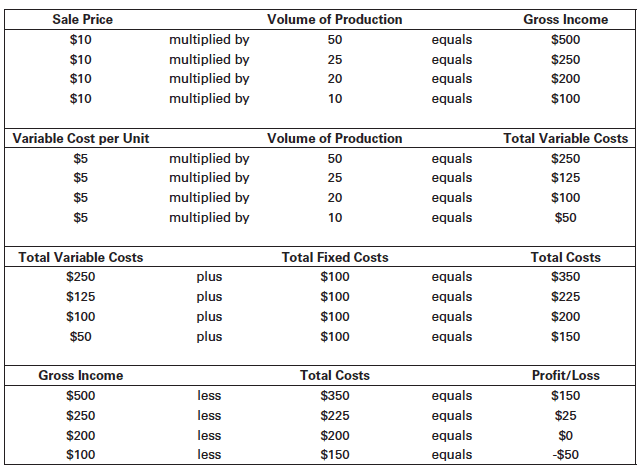 Sale Price Volume of Production Gross Income
$10 multiplied by 50 equals $500
$10 multiplied by 25 equals $250
$10 multiplied by 20 equals $200
$10 multiplied by 10 equals $100
Variable Cost per Unit Volume of Production Total Variable Costs
$5 multiplied by 50 equals $250
$5 multiplied by 25 equals $125
$5 multiplied by 20 equals $100
$5 multiplied by 10 equals $50
Total Variable Costs Total Fixed Costs Total Costs
$250 plus $100 equals $350
$125 plus $100 equals $225
$100 plus $100 equals $200
$50 plus $100 equals $150
Gross Income Total Costs Profit/Loss
$500 less $350 equals $150
$250 less $225 equals $25
$200 less $200 equals $0
$100 less $150 equals -$50